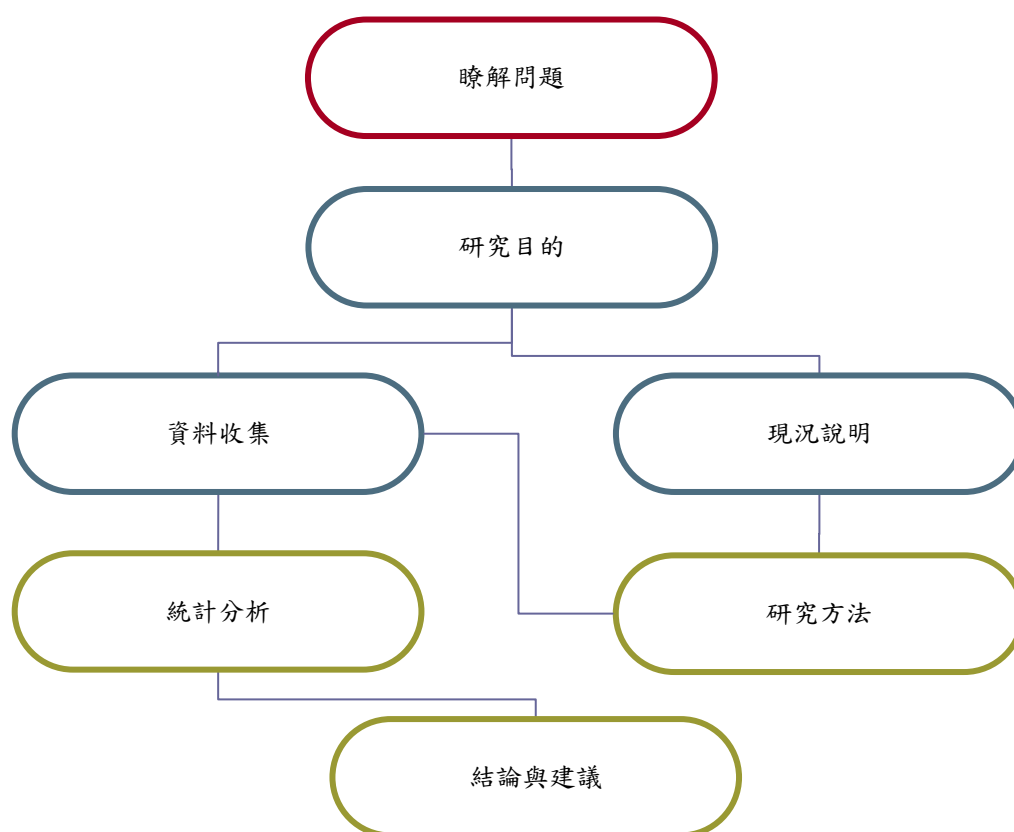 瞭解問題
研究目的
資料收集
現況說明
統計分析
研究方法
結論與建議